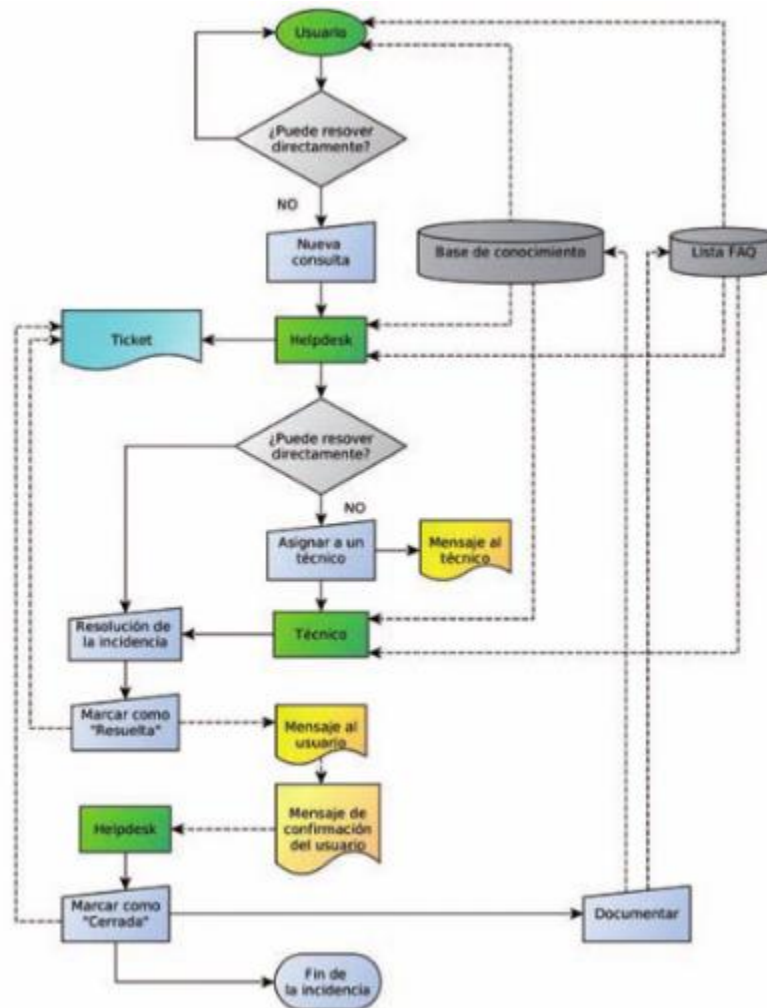 Usuario
¿Puede resover
directamente?
NO
Nueva
consulta
Base de conocimiento
Lista FAQ
Ticket
Helpdesk
¿Puede resover
directamente?
NO
Asignar a un
técnico
Mensaje al
técnico
Resolución de
la incidencia
Técnico
Marcar como
"Resuelta"
Mensaje al
usuario
Helpdesk
Mensaje de
confirmación
del usuario
Marcar como
"Cerrada"
Documentar
Fin de
la incidencia